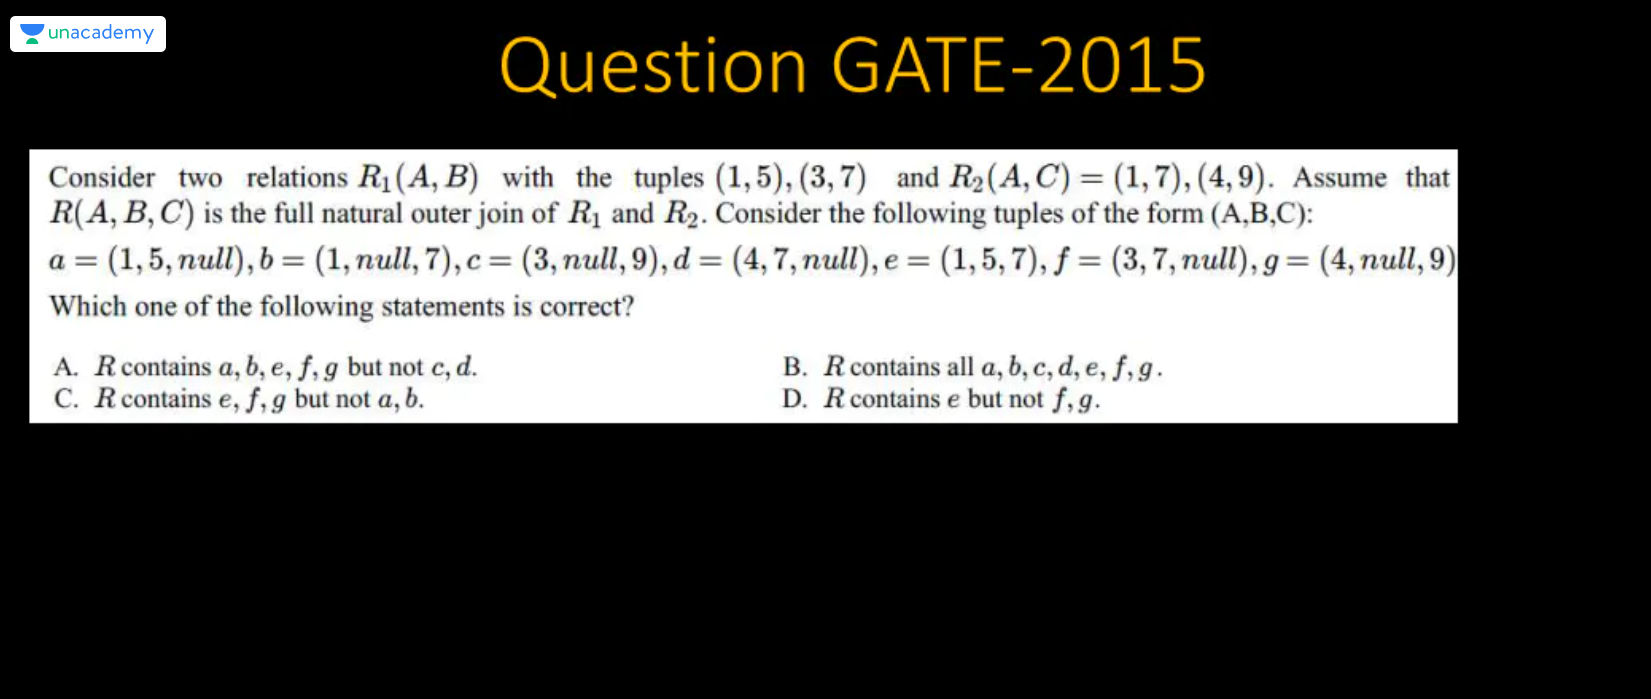 unacademy
Question GATE-2015
Consider two relations R₁(A, B) with the tuples (1, 5), (3, 7) and R₂(A, C) = (1, 7), (4, 9). Assume that
R(A, B, C) is the full natural outer join of R₁ and R₂. Consider the following tuples of the form (A,B,C):
a = (1, 5, null), b = (1, null, 7), c = (3, null, 9), d = (4, 7, null), e = (1, 5, 7), f = (3, 7, null), g = (4, null, 9)
Which one of the following statements is correct?
A. R contains a, b, e, f, g but not c, d. B. R contains all a, b, c, d, e, f, g.
C. R contains e, f, g but not a, b. D. R contains e but not f, g.